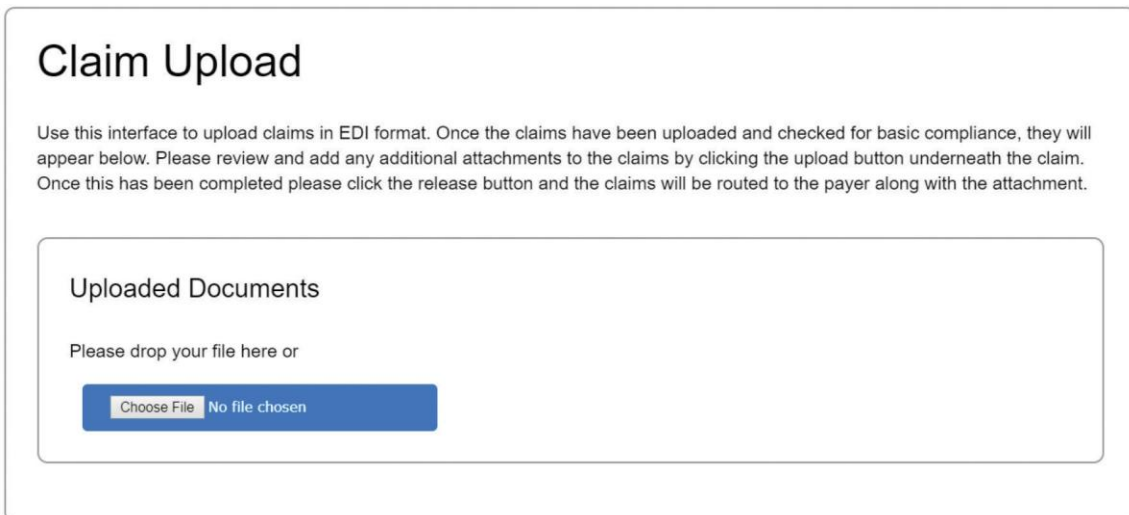 Claim Upload
Use this interface to upload claims in EDI format. Once the claims have been uploaded and checked for basic compliance, they will
appear below. Please review and add any additional attachments to the claims by clicking the upload button underneath the claim.
Once this has been completed please click the release button and the claims will be routed to the payer along with the attachment.
Uploaded Documents
Please drop your file here or
Choose File No file chosen